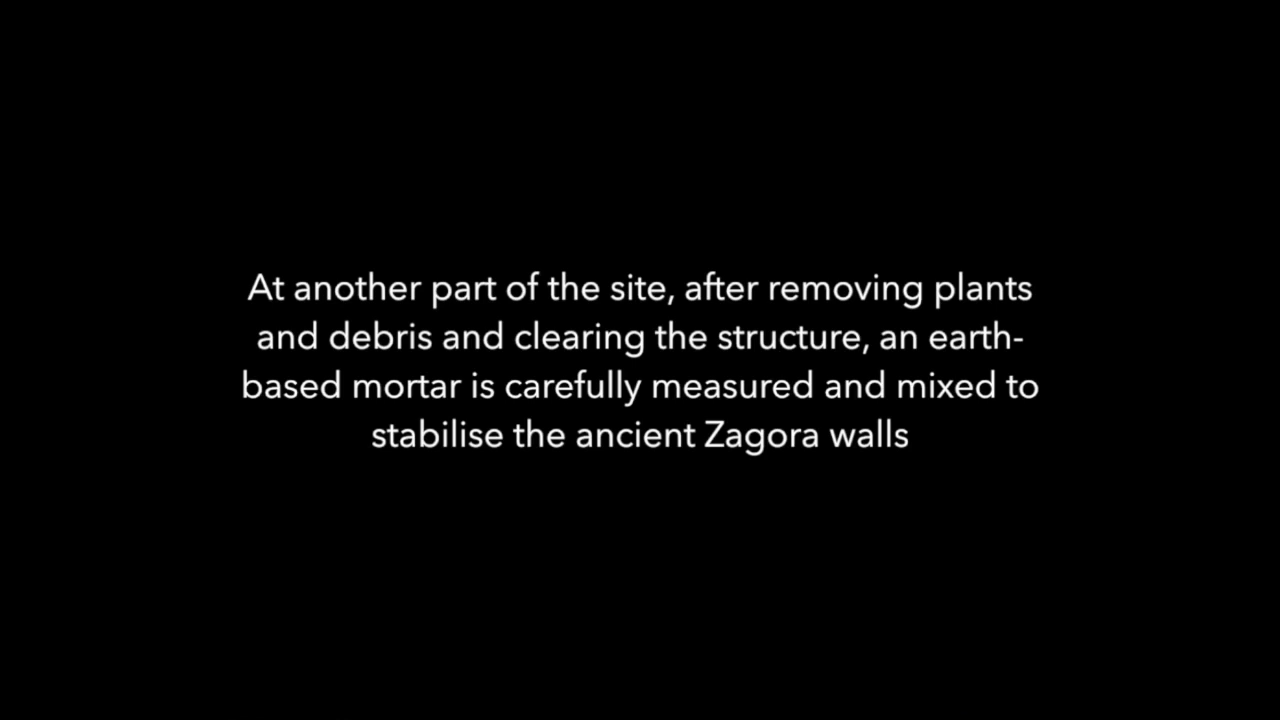 At another part of the site, after removing plants
and debris and clearing the structure, an earth-
based mortar is carefully measured and mixed to
stabilise the ancient Zagora walls